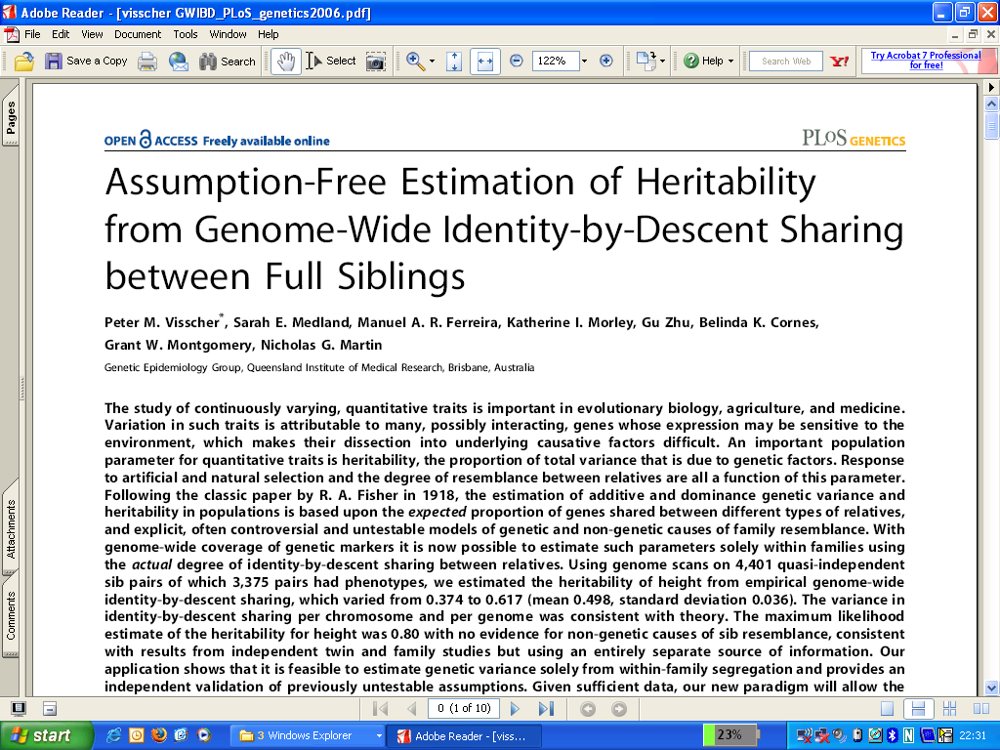 Adobe Reader - [visscher GWIBD_PLoS_genetics2006.pdf]
File Edit View Document Tools Window Help
Save a Copy Search Select 122% Help Search Web Y! Try Acrobat 7 Professional for free!
Pages
Attachments
Comments
OPEN ACCESS Freely available online PLoS GENETICS
Assumption-Free Estimation of Heritability
from Genome-Wide Identity-by-Descent Sharing
between Full Siblings
Peter M. Visscher*, Sarah E. Medland, Manuel A. R. Ferreira, Katherine I. Morley, Gu Zhu, Belinda K. Cornes,
Grant W. Montgomery, Nicholas G. Martin
Genetic Epidemiology Group, Queensland Institute of Medical Research, Brisbane, Australia
The study of continuously varying, quantitative traits is important in evolutionary biology, agriculture, and medicine.
Variation in such traits is attributable to many, possibly interacting, genes whose expression may be sensitive to the
environment, which makes their dissection into underlying causative factors difficult. An important population
parameter for quantitative traits is heritability, the proportion of total variance that is due to genetic factors. Response
to artificial and natural selection and the degree of resemblance between relatives are all a function of this parameter.
Following the classic paper by R. A. Fisher in 1918, the estimation of additive and dominance genetic variance and
heritability in populations is based upon the expected proportion of genes shared between different types of relatives,
and explicit, often controversial and untestable models of genetic and non-genetic causes of family resemblance. With
genome-wide coverage of genetic markers it is now possible to estimate such parameters solely within families using
the actual degree of identity-by-descent sharing between relatives. Using genome scans on 4,401 quasi-independent
sib pairs of which 3,375 pairs had phenotypes, we estimated the heritability of height from empirical genome-wide
identity-by-descent sharing, which varied from 0.374 to 0.617 (mean 0.498, standard deviation 0.036). The variance in
identity-by-descent sharing per chromosome and per genome was consistent with theory. The maximum likelihood
estimate of the heritability for height was 0.80 with no evidence for non-genetic causes of sib resemblance, consistent
with results from independent twin and family studies but using an entirely separate source of information. Our
application shows that it is feasible to estimate genetic variance solely from within-family segregation and provides an
independent validation of previously untestable assumptions. Given sufficient data, our new paradigm will allow the
0 (1 of 10)
start 3 Windows Explorer Adobe Reader - [viss... 23% N 22:31